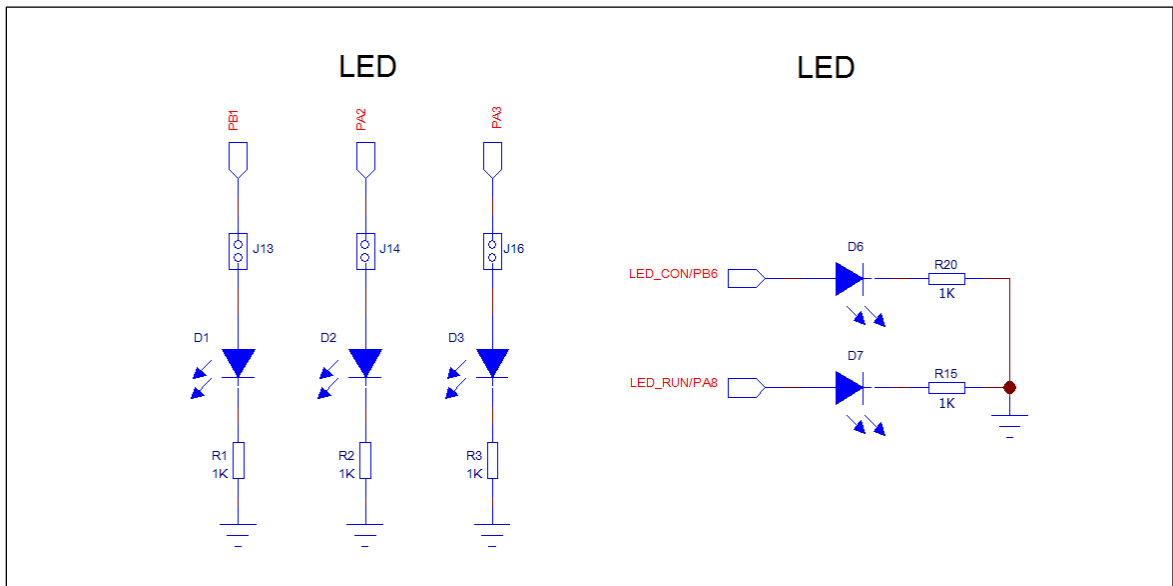 LED
PB1
PA2
PA3
J13
J14
J16
D1
D2
D3
R1
1K
R2
1K
R3
1K
LED
D6
LED_CON/PB6
R20
1K
D7
LED_RUN/PA8
R15
1K